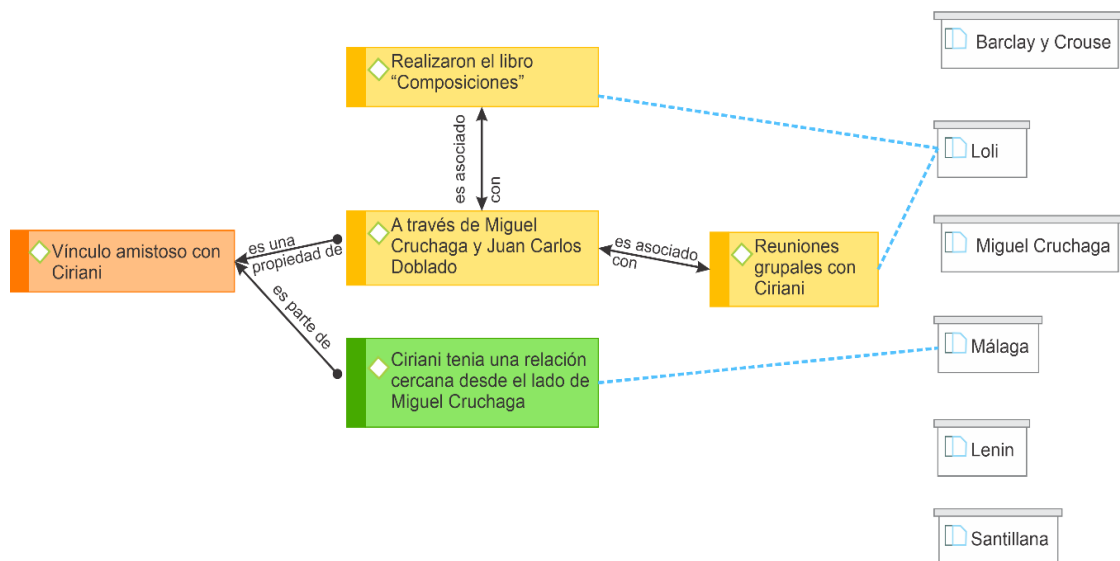 Barclay y Crouse
Realizaron el libro
“Composiciones”
es asociado
con
Loli
Vínculo amistoso con
Ciriani
es una
propiedad de
A través de Miguel
Cruchaga y Juan Carlos
Doblado
es asociado
con
Reuniones
grupales con
Ciriani
Miguel Cruchaga
es parte de
Ciriani tenia una relación
cercana desde el lado de
Miguel Cruchaga
Málaga
Lenin
Santillana